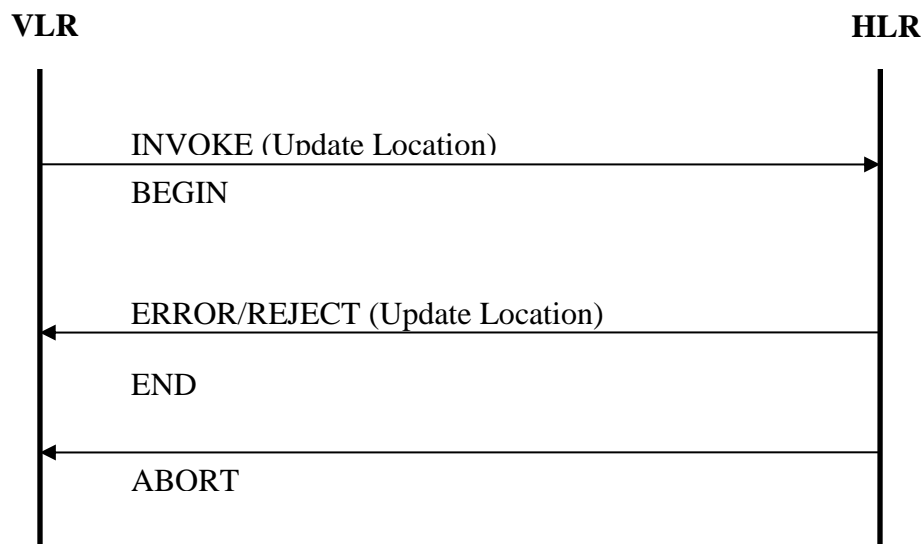 VLR HLR
INVOKE (Update Location)
BEGIN
ERROR/REJECT (Update Location)
END
ABORT